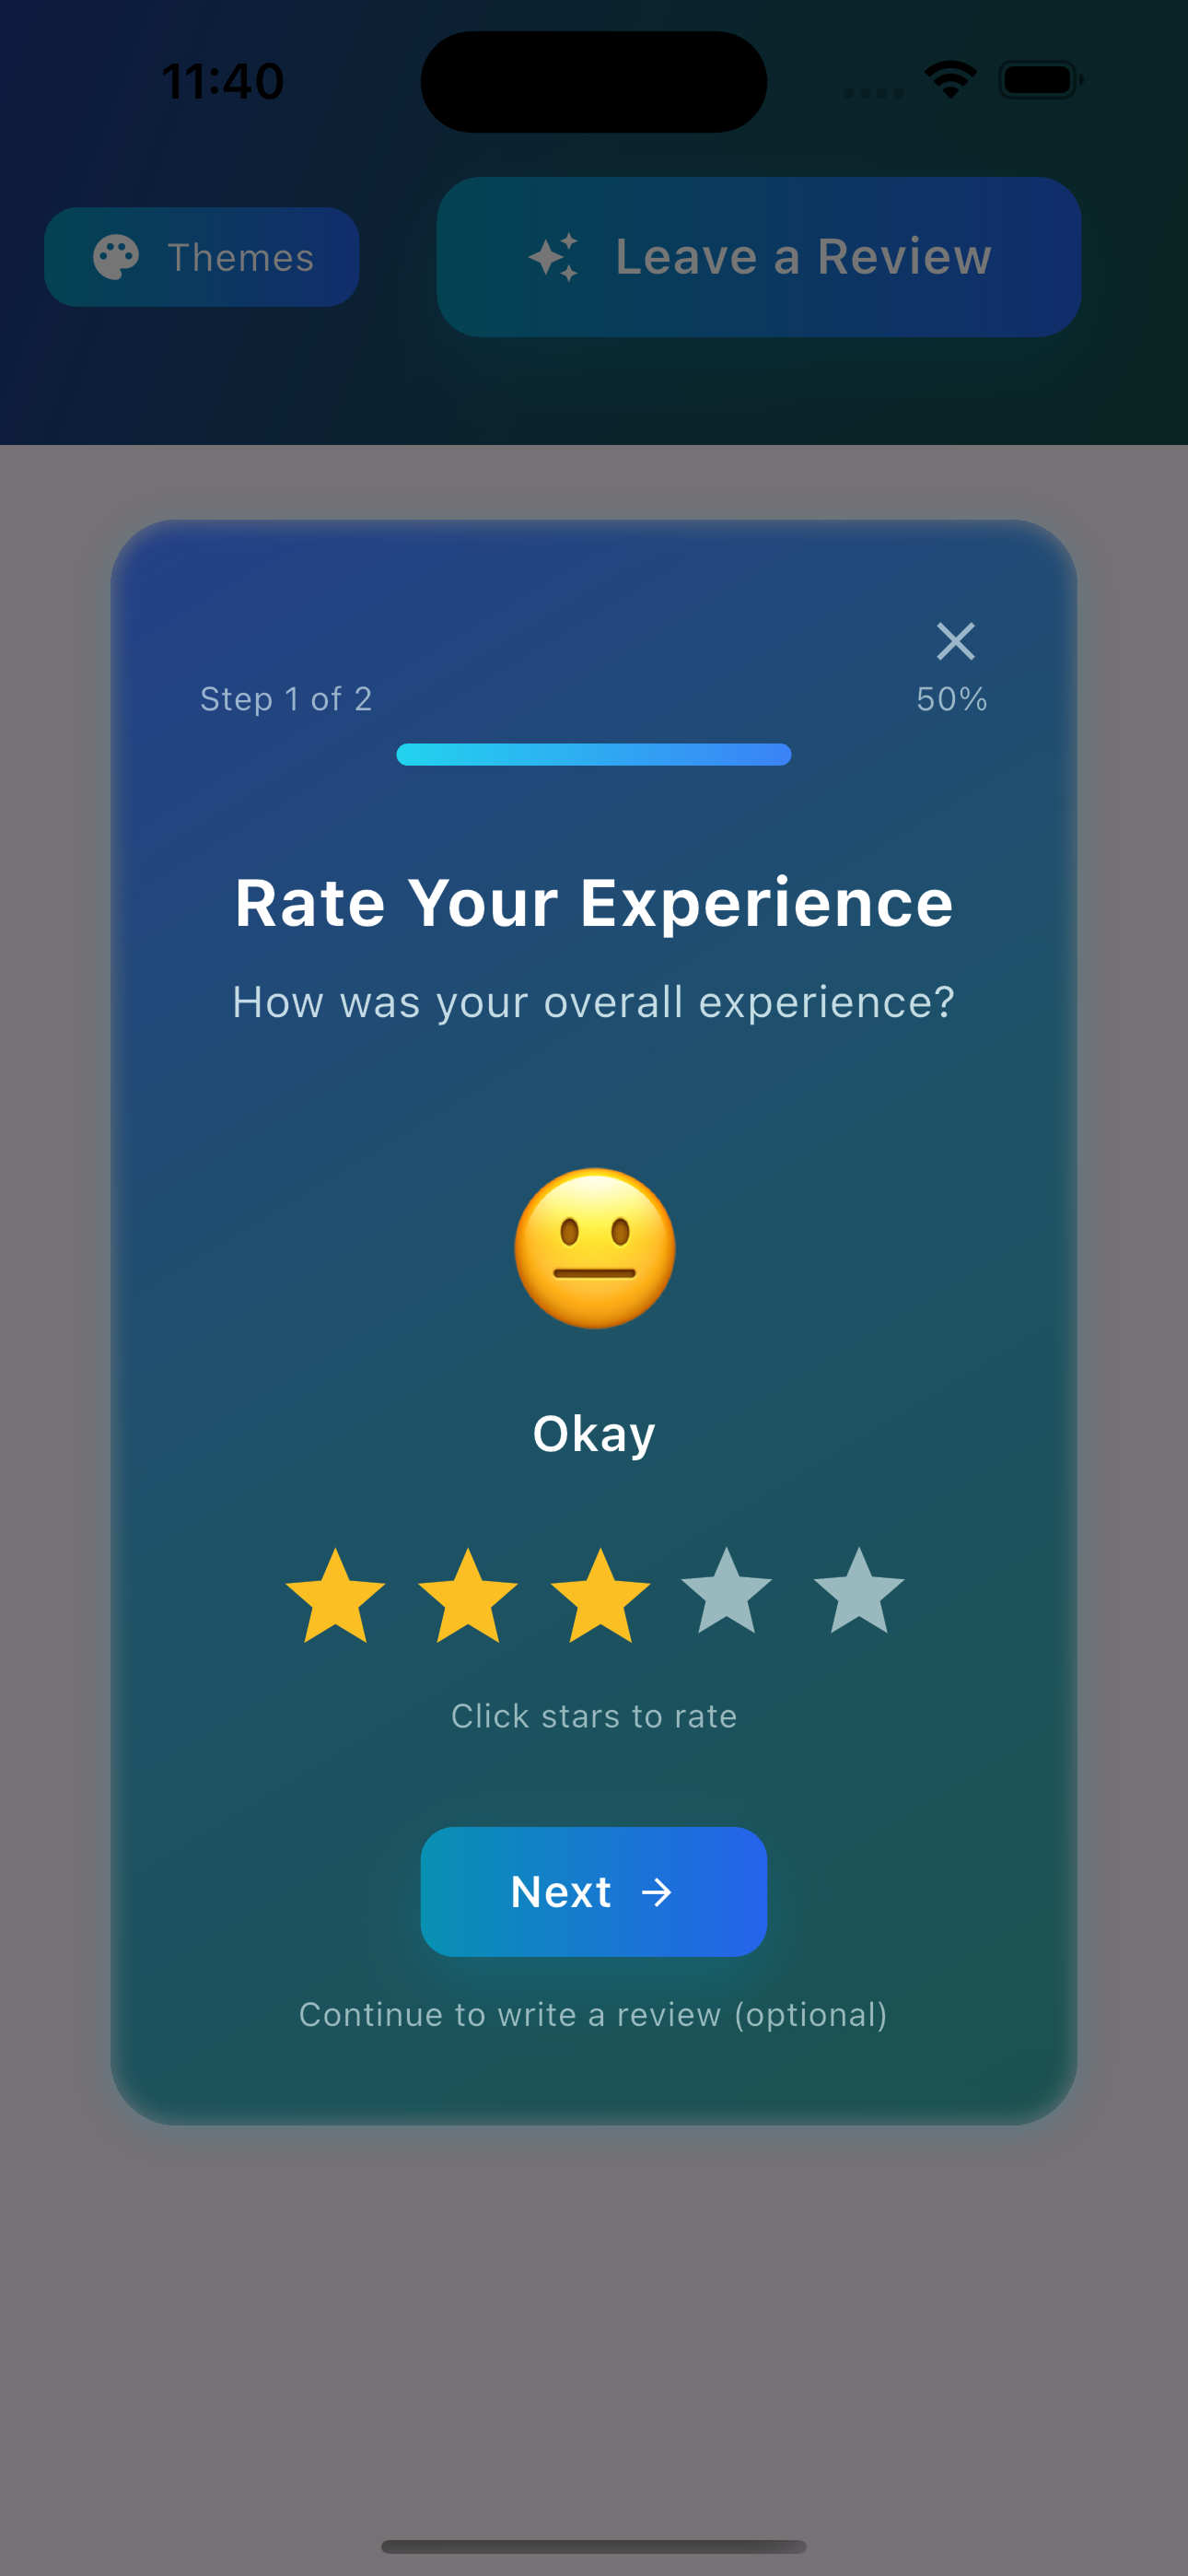 11:40
Themes
Leave a Review
Step 1 of 2
50%
Rate Your Experience
How was your overall experience?
Okay
Click stars to rate
Next
Continue to write a review (optional)